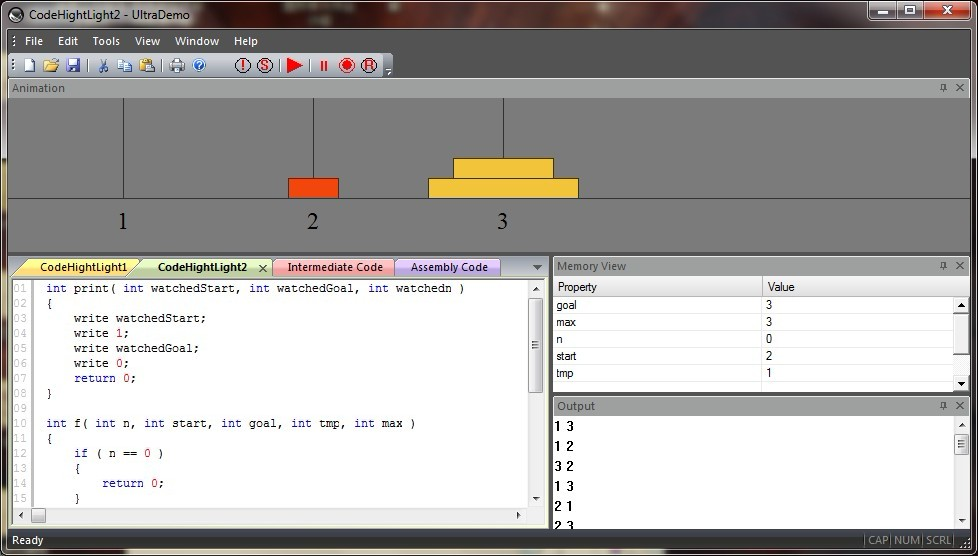 CodeHightLight2 - UltraDemo
File Edit Tools View Window Help
S R
Animation
1 2 3
CodeHightLight1 CodeHightLight2 Intermediate Code Assembly Code
01 int print( int watchedStart, int watchedGoal, int watchedn )
02 {
03 write watchedStart;
04 write 1;
05 write watchedGoal;
06 write 0;
07 return 0;
08 }
09
10 int f( int n, int start, int goal, int tmp, int max )
11 {
12 if ( n == 0 )
13 {
14 return 0;
15 }
Memory View
Property Value
goal 3
max 3
n 0
start 2
tmp 1
Output
1 3
1 2
3 2
1 3
2 1
2 3
Ready CAP NUM SCRL